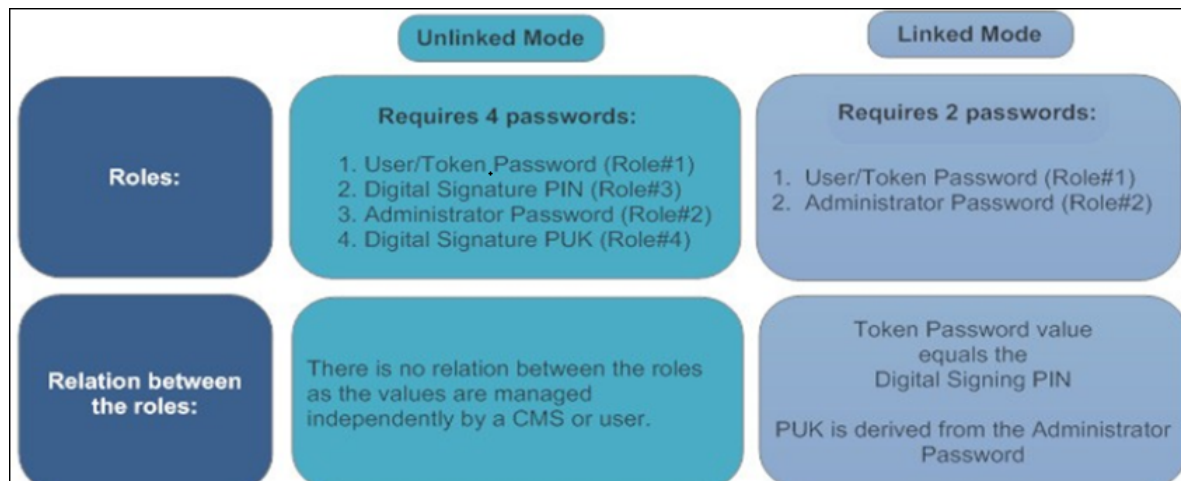 Unlinked Mode
Linked Mode
Roles:
Requires 4 passwords:
1. User/Token Password (Role#1)
2. Digital Signature PIN (Role#3)
3. Administrator Password (Role#2)
4. Digital Signature PUK (Role#4)
Requires 2 passwords:
1. User/Token Password (Role#1)
2. Administrator Password (Role#2)
Relation between
the roles:
There is no relation between the roles
as the values are managed
independently by a CMS or user.
Token Password value
equals the
Digital Signing PIN
PUK is derived from the Administrator
Password